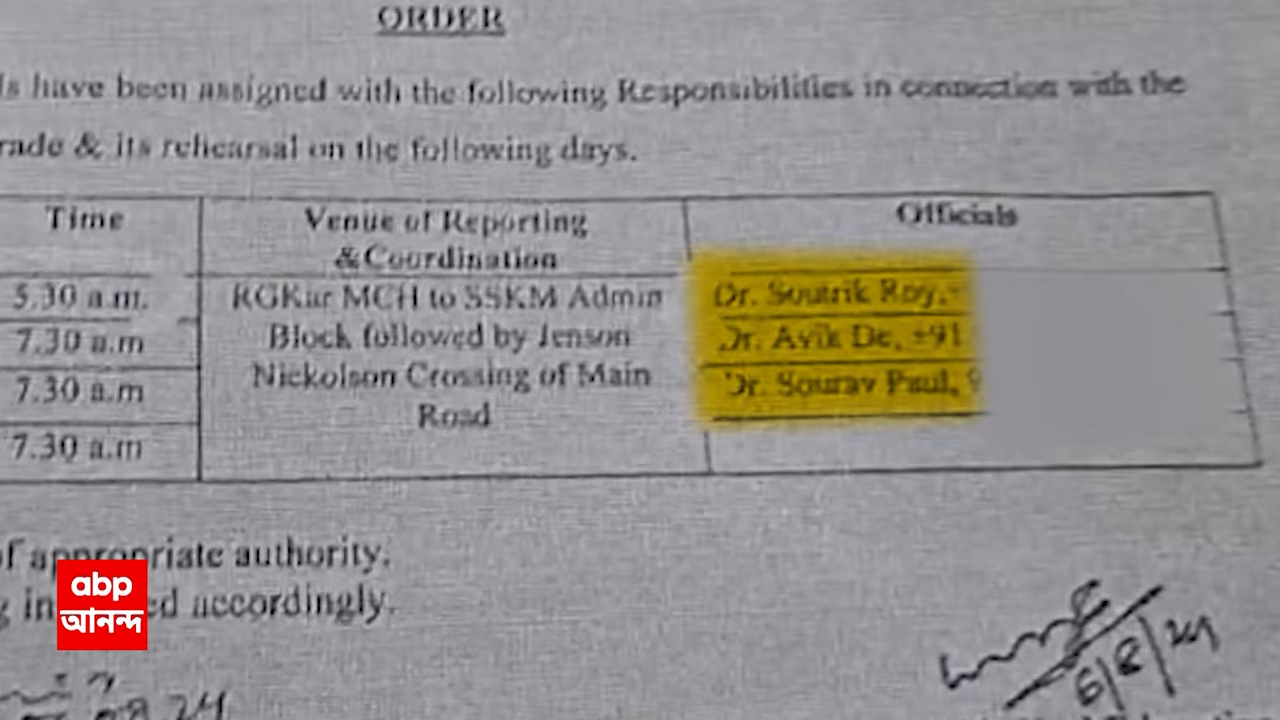 ORDER
ls have been assigned with the following Responsibilities in connection with the
rade & its rehearsal on the following days.
Time
Venue of Reporting
&Coordination
Officials
5.30 a.m.
7.30 a.m
7.30 a.m
7.30 a.m
RGKar MCH to SSKM Admin
Block followed by Jenson
Nickolson Crossing of Main
Road
Dr. Soutrik Roy,
Dr. Avik De, +91
Dr. Sourav Paul, 9
of appropriate authority.
g in ed accordingly.
abp
আনন্দ
6/8/24